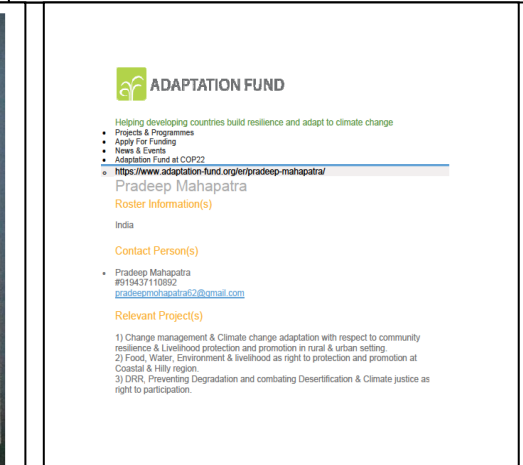 ADAPTATION FUND
Helping developing countries build resilience and adapt to climate change
Projects & Programmes
Apply For Funding
News & Events
Adaptation Fund at COP22
https://www.adaptation-fund.org/er/pradeep-mahapatra/
Pradeep Mahapatra
Roster Information(s)
India
Contact Person(s)
Pradeep Mahapatra
#919437110892
pradeepmohapatra62@gmail.com
Relevant Project(s)
1) Change management & Climate change adaptation with respect to community
resilience & Livelihood protection and promotion in rural & urban setting.
2) Food, Water, Environment & livelihood as right to protection and promotion at
Coastal & Hilly region.
3) DRR, Preventing Degradation and combating Desertification & Climate justice as
right to participation.